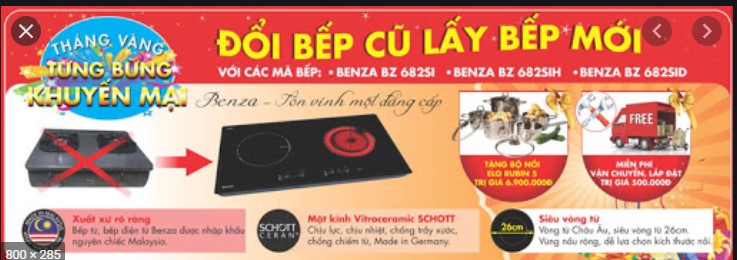 THÁNG VÀNG
TƯNG BỪNG
KHUYẾN MẠI
ĐỔI BẾP CŨ LẤY BẾP MỚI
VỚI CÁC MÃ BẾP: • BENZA BZ 682SI • BENZA BZ 682SIH • BENZA BZ 682SID
Benza - Tôn vinh một đẳng cấp
FREE
TẶNG BỘ NỒI
ELO RUBIN 5
TRỊ GIÁ 6.900.000Đ
MIỄN PHÍ
VẬN CHUYỂN, LẮP ĐẶT
TRỊ GIÁ 500.000Đ
Xuất xứ rõ ràng
Bếp từ, bếp điện từ Benza được nhập khẩu
nguyên chiếc Malaysia.
SCHOTT
CERAN
Mặt kính Vitroceramic SCHOTT
Chịu lực, chịu nhiệt, chống trầy xước,
chống chiếm từ, Made in Germany.
26cm
Siêu vòng từ
Vòng từ Châu Âu, siêu vòng từ 26cm.
Vùng nấu rộng, dễ lựa chọn kích thước nồi.
800 × 285